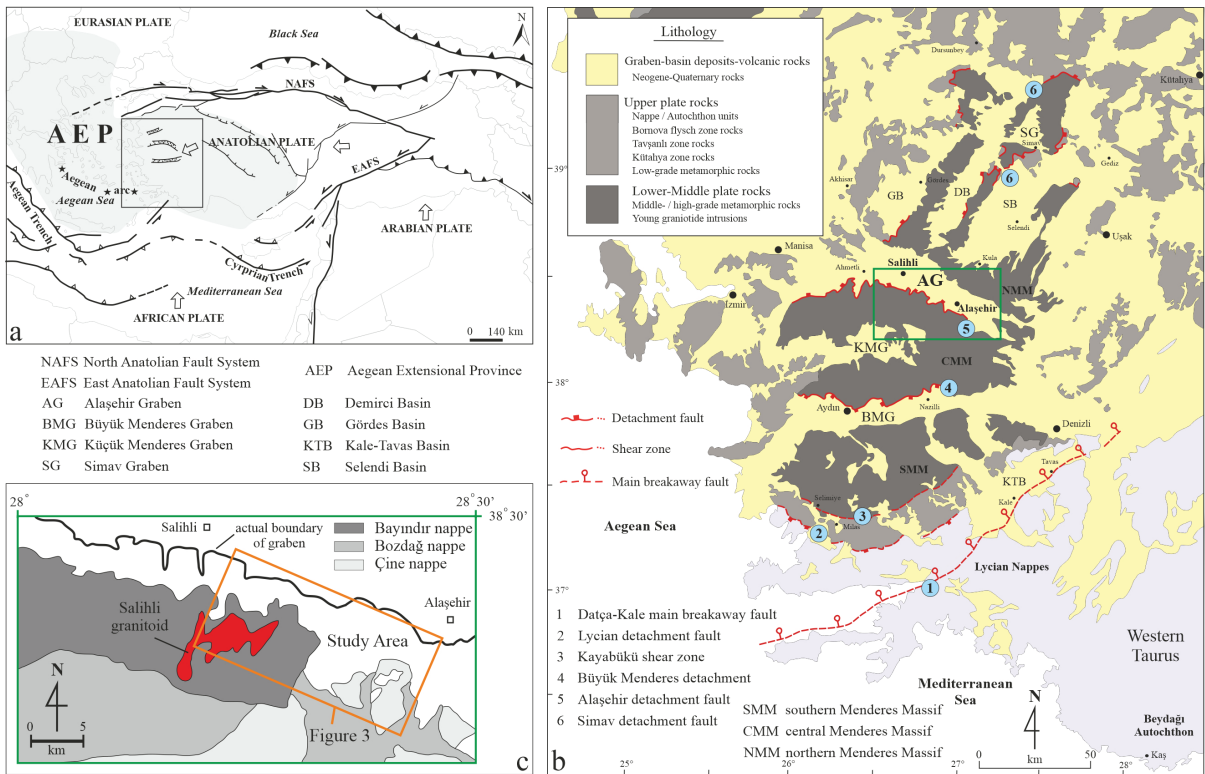 EURASIAN PLATE
Black Sea
N
NAFS
AEP
ANATOLIAN PLATE
EAFS
Aegean arc
Aegean Sea
Aegean Trench
ARABIAN PLATE
Cyrprian Trench
Mediterranean Sea
AFRICAN PLATE
a
0 140 km
NAFS North Anatolian Fault System
EAFS East Anatolian Fault System
AG Alaşehir Graben
BMG Büyük Menderes Graben
KMG Küçük Menderes Graben
SG Simav Graben
AEP Aegean Extensional Province
DB Demirci Basin
GB Gördes Basin
KTB Kale-Tavas Basin
SB Selendi Basin
28°
28°30'
38°30'
Salihli
actual boundary
of graben
Bayındır nappe
Bozdağ nappe
Çine nappe
Alaşehir
Salihli
granitoid
Study Area
N
0 5
km
Figure 3
c
Lithology
Graben-basin deposits-volcanic rocks
Neogene-Quaternary rocks
Upper plate rocks
Nappe / Autochthon units
Bornova flysch zone rocks
Tavşanlı zone rocks
Kütahya zone rocks
Low-grade metamorphic rocks
Lower-Middle plate rocks
Middle- / high-grade metamorphic rocks
Young graniotide intrusions
Dursunbey
Kütahya
6
SG
Simav
Gediz
39°
Akhisar
Gördes
GB
DB
6
SB
Selendi
Uşak
Manisa
Ahmetli
Salihli
Kula
AG
NMM
İzmir
Alaşehir
5
KMG
CMM
38°
4
Aydın
BMG
Nazilli
Denizli
Detachment fault
Shear zone
Main breakaway fault
SMM
Tavas
KTB
Kale
Selimiye
3
Milas
2
Aegean Sea
Lycian Nappes
37°
1
1 Datça-Kale main breakaway fault
2 Lycian detachment fault
3 Kayabükü shear zone
4 Büyük Menderes detachment
5 Alaşehir detachment fault
6 Simav detachment fault
Western
Taurus
Mediterranean
Sea
N
SMM southern Menderes Massif
CMM central Menderes Massif
NMM northern Menderes Massif
Beydağı
Autochthon
Kaş
0 50
km
b
25° 26° 27° 28°